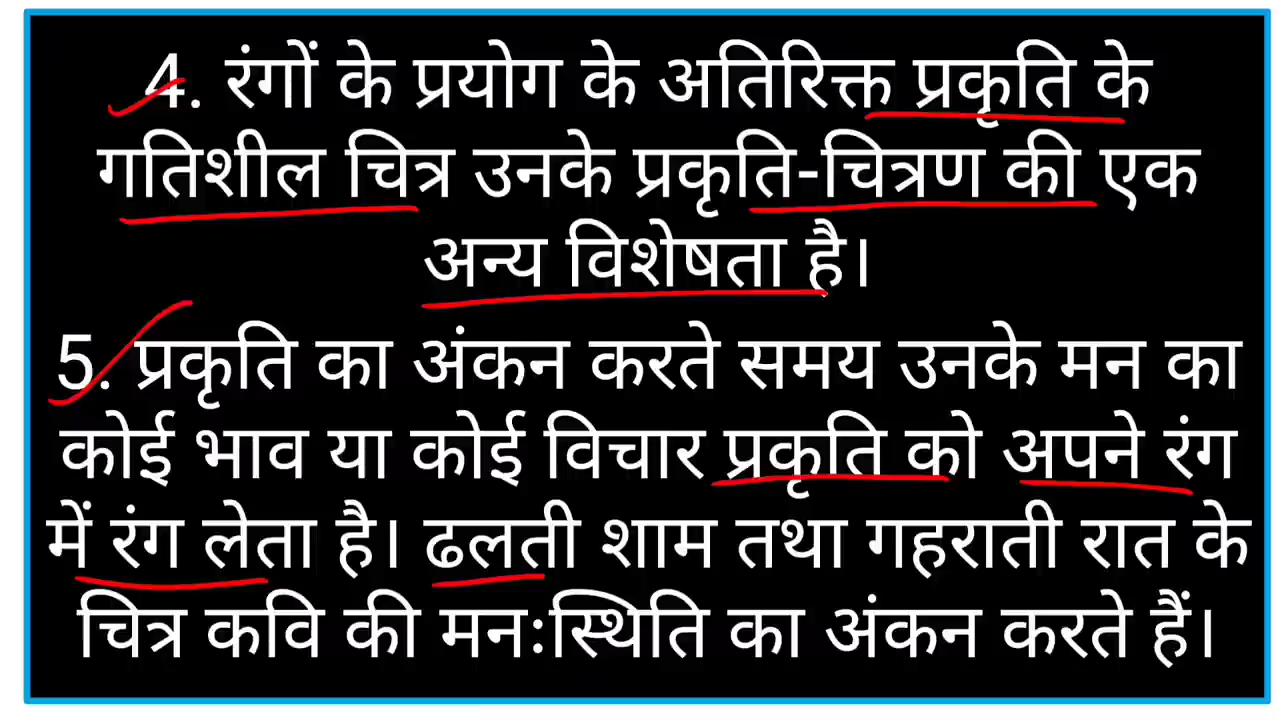 4. रंगों के प्रयोग के अतिरिक्त प्रकृति के
गतिशील चित्र उनके प्रकृति-चित्रण की एक
अन्य विशेषता है।
5. प्रकृति का अंकन करते समय उनके मन का
कोई भाव या कोई विचार प्रकृति को अपने रंग
में रंग लेता है। ढलती शाम तथा गहराती रात के
चित्र कवि की मनःस्थिति का अंकन करते हैं।